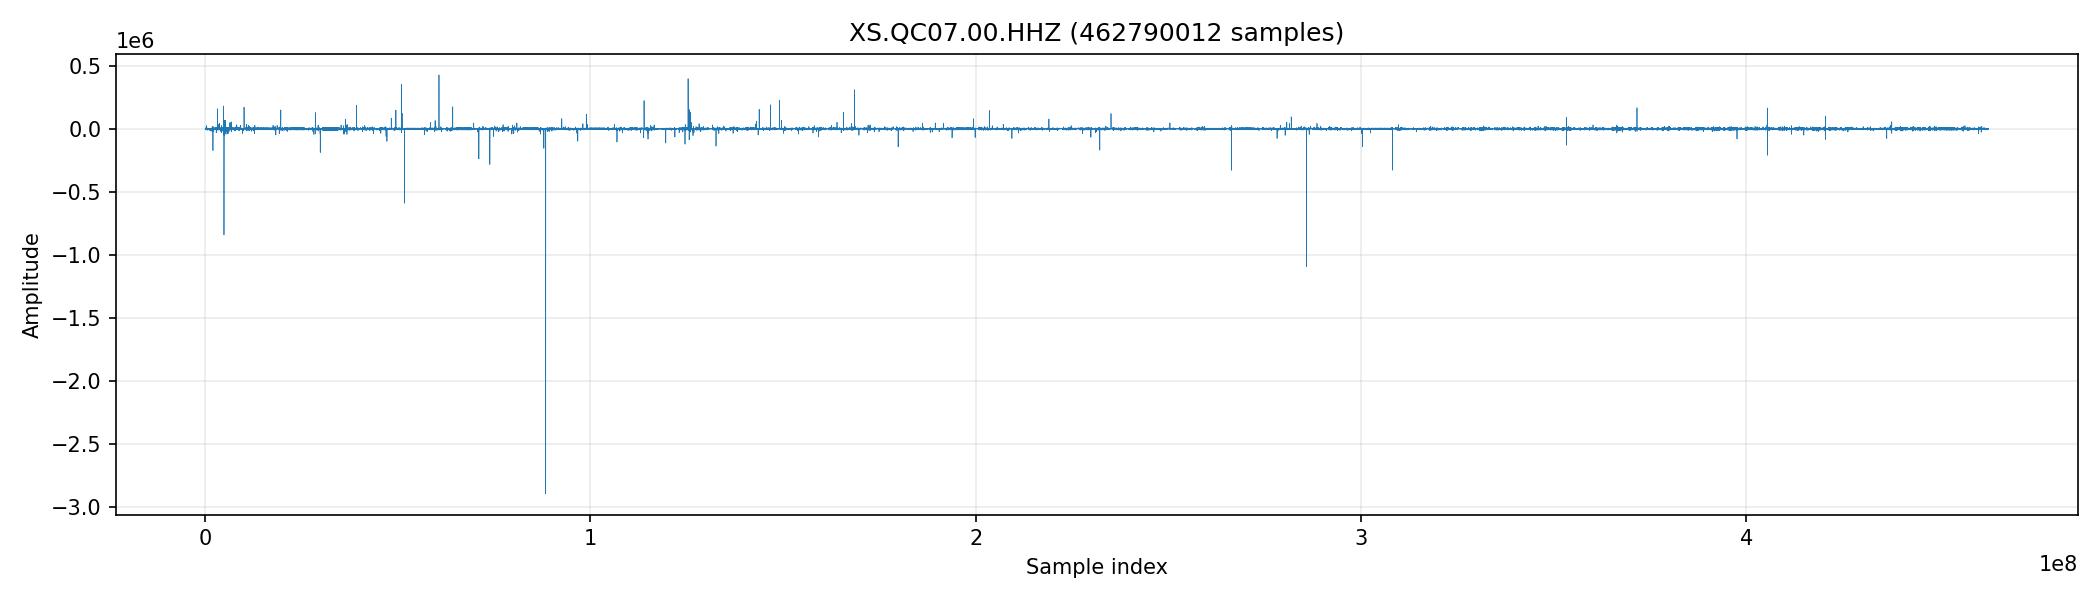 XS.QC07.00.HHZ (462790012 samples)
1e6
0.5
0.0
−0.5
−1.0
−1.5
−2.0
−2.5
−3.0
Amplitude
0 1 2 3 4
1e8
Sample index